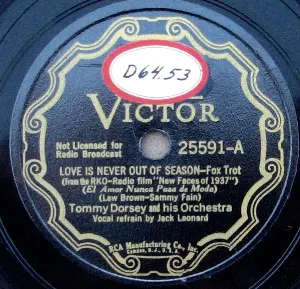 D64.53
VICTOR
Not Licensed for
Radio Broadcast
25591-A
LOVE IS NEVER OUT OF SEASON—Fox Trot
(from the RKO-Radio film "New Faces of 1937")
(El Amor Nunca Pasa de Moda)
(Lew Brown-Sammy Fain)
Tommy Dorsey and his Orchestra
Vocal refrain by Jack Leonard
RCA Manufacturing Co., Inc.
Camden, N.J., U.S.A.